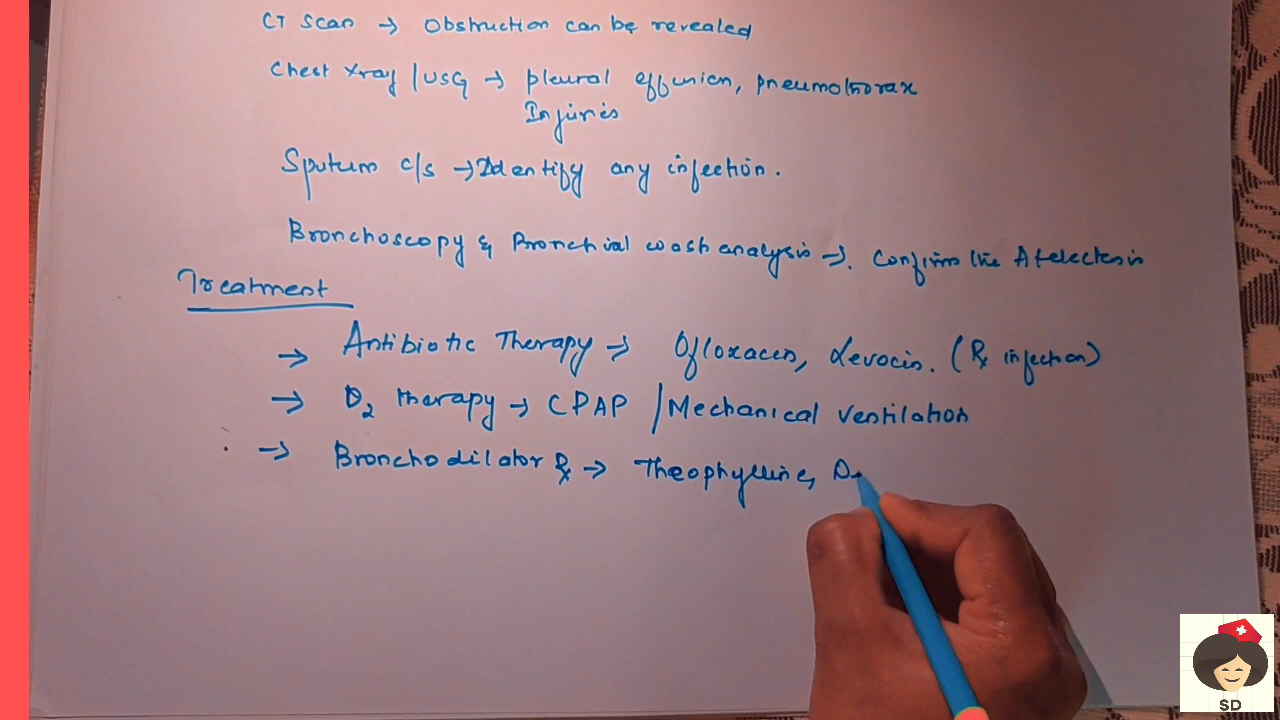 CT Scan → Obstruction can be revealed
Chest Xray / USG → Pleural effusion, Pneumothorax
Injuries
Sputum c/s → Identify any infection.
Bronchoscopy & Bronchial wash analysis →. Confirm the Atelectesis
Treatment
→ Antibiotic Therapy → Ofloxacin, Levocin. (Rx infection)
→ O2 therapy → CPAP / Mechanical Ventilation
→ Bronchodilator Rx → Theophylline,
SD